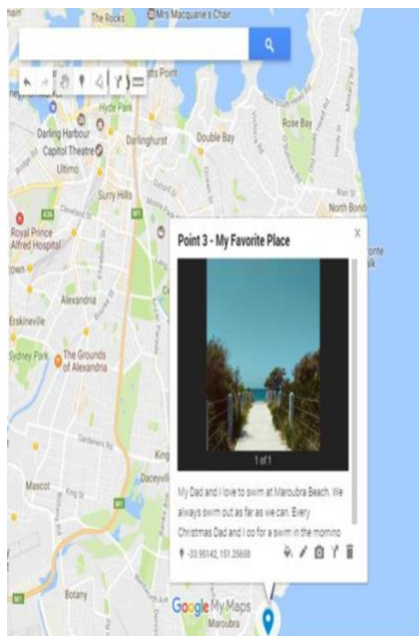 The Rocks
Mrs Macquarie's Chair
Hyde Park
Darling Harbour
Capitol Theatre
Darlinghurst
Double Bay
Rose Bay
Ultimo
Surry Hills
North Bond
Royal Prince
Alfred Hospital
Alexandria
Erskineville
Sydney Park
The Grounds
of Alexandria
Mascot
King
Daceyvill
Botany
Maroubra
Point 3 - My Favorite Place
1 of 1
My Dad and I love to swim at Maroubra Beach. We
always swim out as far as we can. Every
Christmas Dad and I go for a swim in the morning
-33.95142, 151.25658
Google My Maps